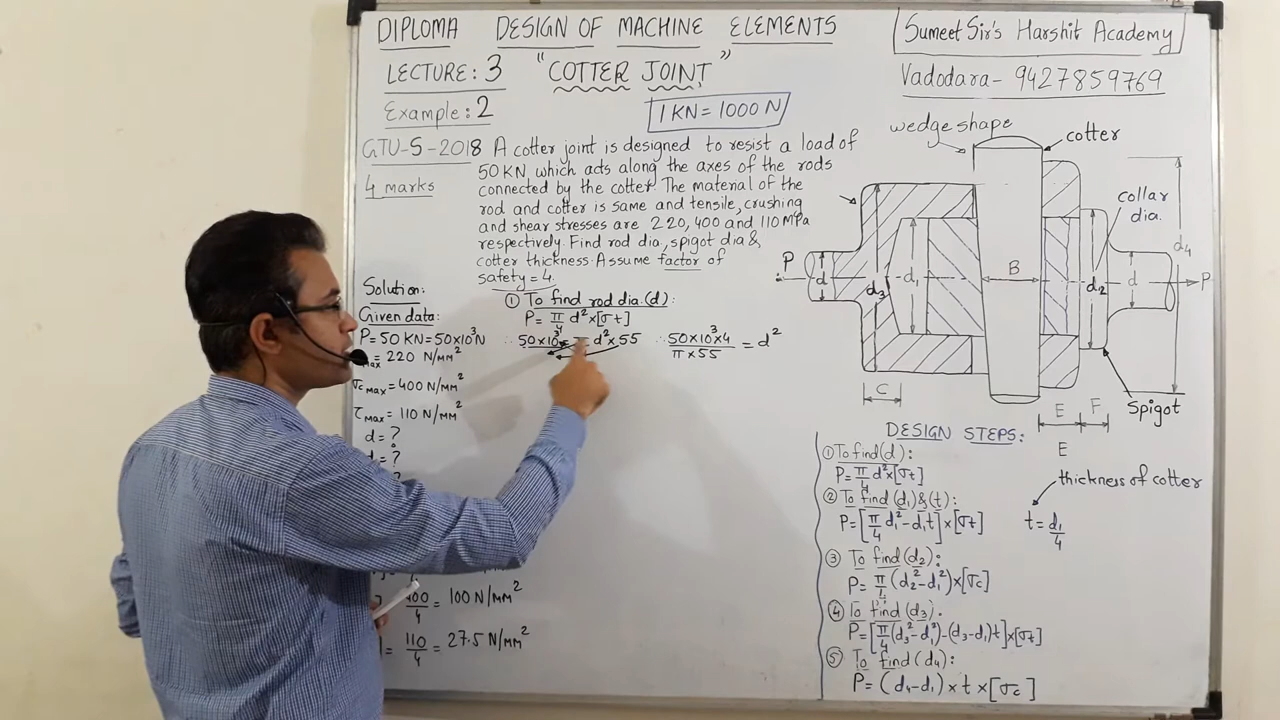 DIPLOMA DESIGN OF MACHINE ELEMENTS
LECTURE: 3 "COTTER JOINT"
Example: 2
1KN = 1000 N
GTU-S-2018 A cotter joint is designed to resist a load of
4 marks
50 KN, which acts along the axes of the rods
connected by the cotter. The material of the
rod and cotter is same and tensile, crushing
and shear stresses are 220, 400 and 110 MPa
respectively. Find rod dia, spigot dia &
cotter thickness. Assume factor of
safety = 4.
Solution:
Given data:
P = 50 KN = 50×10³N
max = 220 N/mm²
σc max = 400 N/mm²
τmax = 110 N/mm²
d = ?
= ?
?
400/4 = 100 N/mm²
= 110/4 = 27.5 N/mm²
① To find rod dia.(d):
P = π/4 d² × [σt]
∴ 50×10³ = d² × 55 ∴ 50×10³×4 / π×55 = d²
Sumeet Sir's Harshit Academy
Vadodara - 9427859769
wedge shape
cotter
collar
dia.
P
d
d3
d1
B
d2
d
d4
P
C
E
F
Spigot
E
DESIGN STEPS:
① To find (d):
P = π/4 d² × [σt]
② To find (d1) & (t):
P = [π/4 d1² - d1t] × [σt]
thickness of cotter
t = d1/4
③ To find (d2):
P = π/4 (d2² - d1²) × [σc]
④ To find (d3):
P = [π/4 (d3² - d1²) - (d3 - d1)t] × [σt]
⑤ To find (d4):
P = (d4 - d1) × t × [σc]